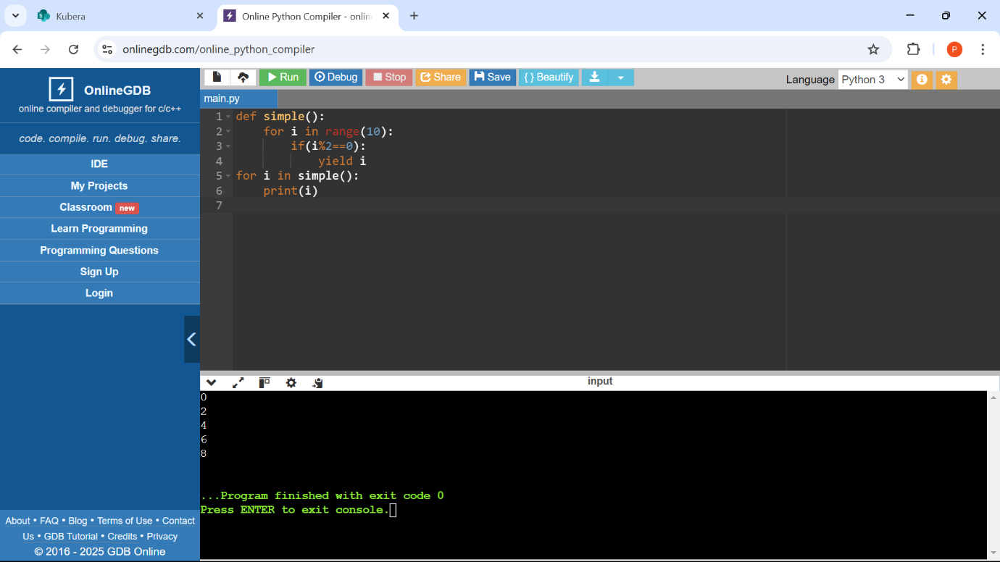 Kubera
Online Python Compiler - onlin
onlinegdb.com/online_python_compiler
P
OnlineGDB
online compiler and debugger for c/c++
code. compile. run. debug. share.
IDE
My Projects
Classroom new
Learn Programming
Programming Questions
Sign Up
Login
About • FAQ • Blog • Terms of Use • Contact
Us • GDB Tutorial • Credits • Privacy
© 2016 - 2025 GDB Online
Run Debug Stop Share Save { } Beautify
Language Python 3
main.py
1 def simple():
2     for i in range(10):
3         if(i%2==0):
4             yield i
5 for i in simple():
6     print(i)
7
input
0
2
4
6
8
...Program finished with exit code 0
Press ENTER to exit console.